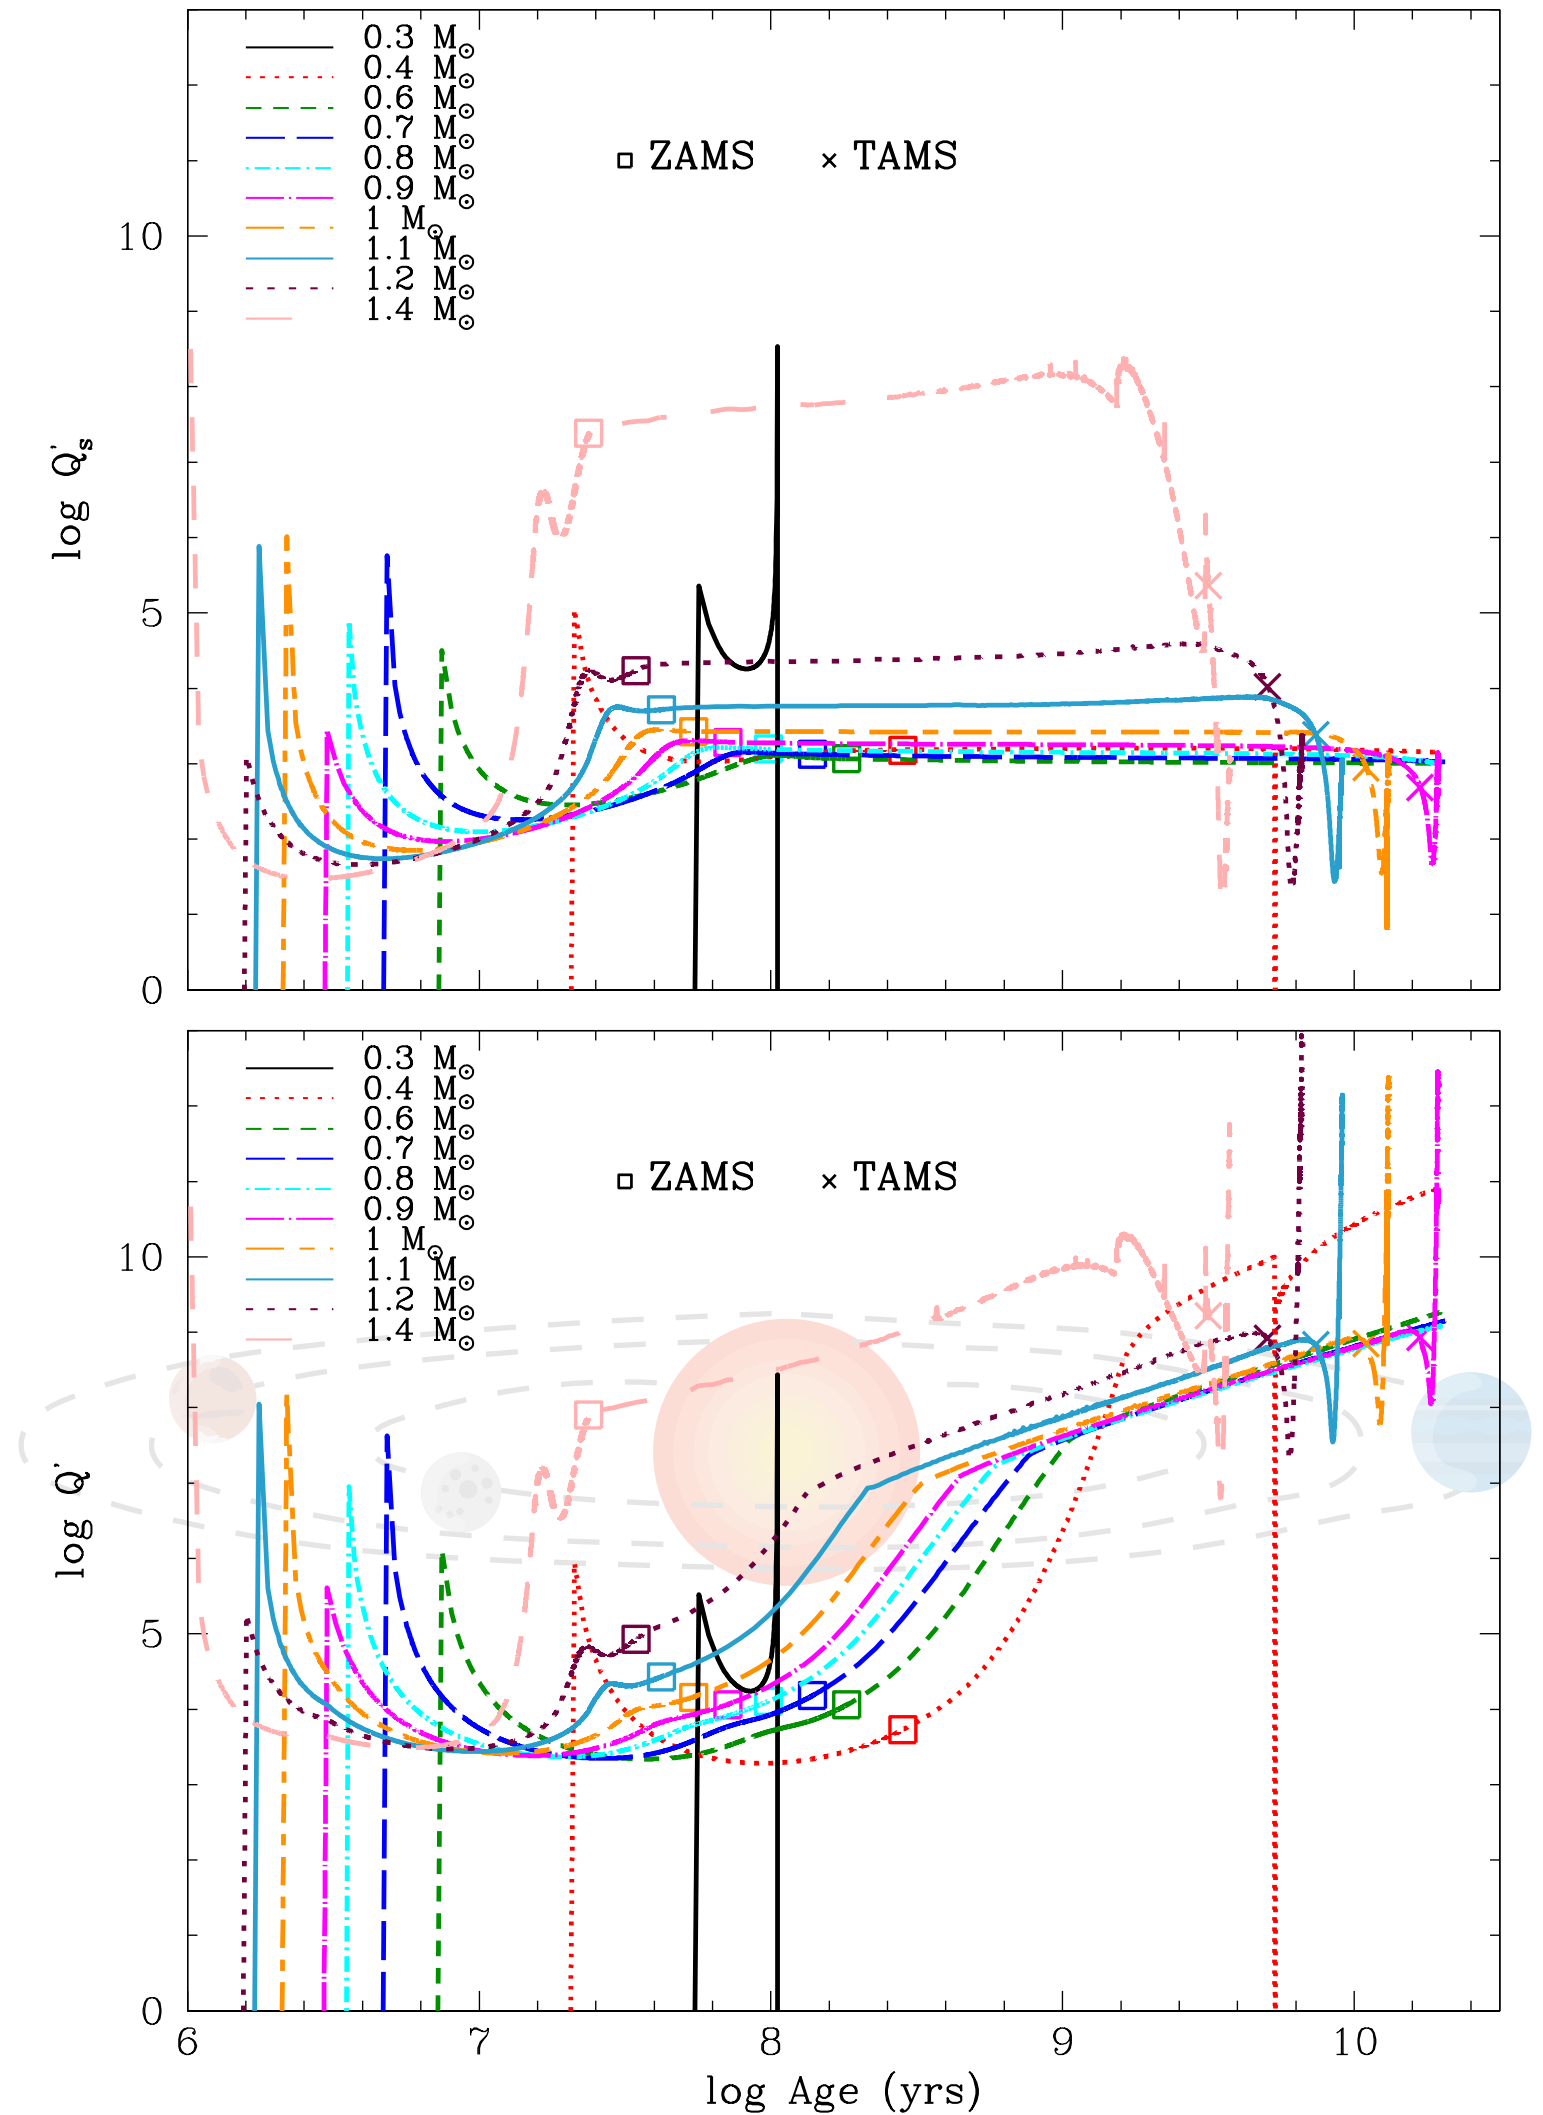 0.3 M⊙
0.4 M⊙
0.6 M⊙
0.7 M⊙
0.8 M⊙
0.9 M⊙
1 M⊙
1.1 M⊙
1.2 M⊙
1.4 M⊙
ZAMS TAMS
10
5
0
log Q's
0.3 M⊙
0.4 M⊙
0.6 M⊙
0.7 M⊙
0.8 M⊙
0.9 M⊙
1 M⊙
1.1 M⊙
1.2 M⊙
1.4 M⊙
ZAMS TAMS
10
5
0
log Q'
6 7 8 9 10
log Age (yrs)